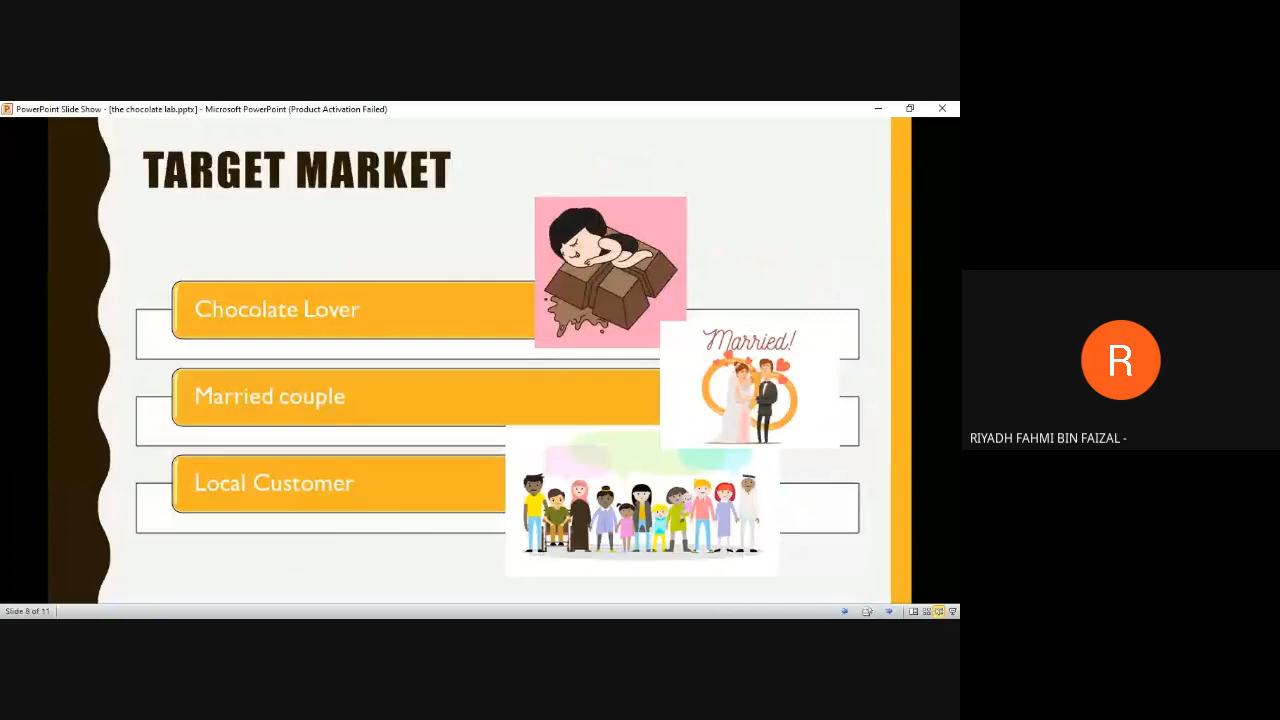 PowerPoint Slide Show - [the chocolate lab.pptx] - Microsoft PowerPoint (Product Activation Failed)
TARGET MARKET
Chocolate Lover
Married!
Married couple
Local Customer
Slide 8 of 11
R
RIYADH FAHMI BIN FAIZAL -